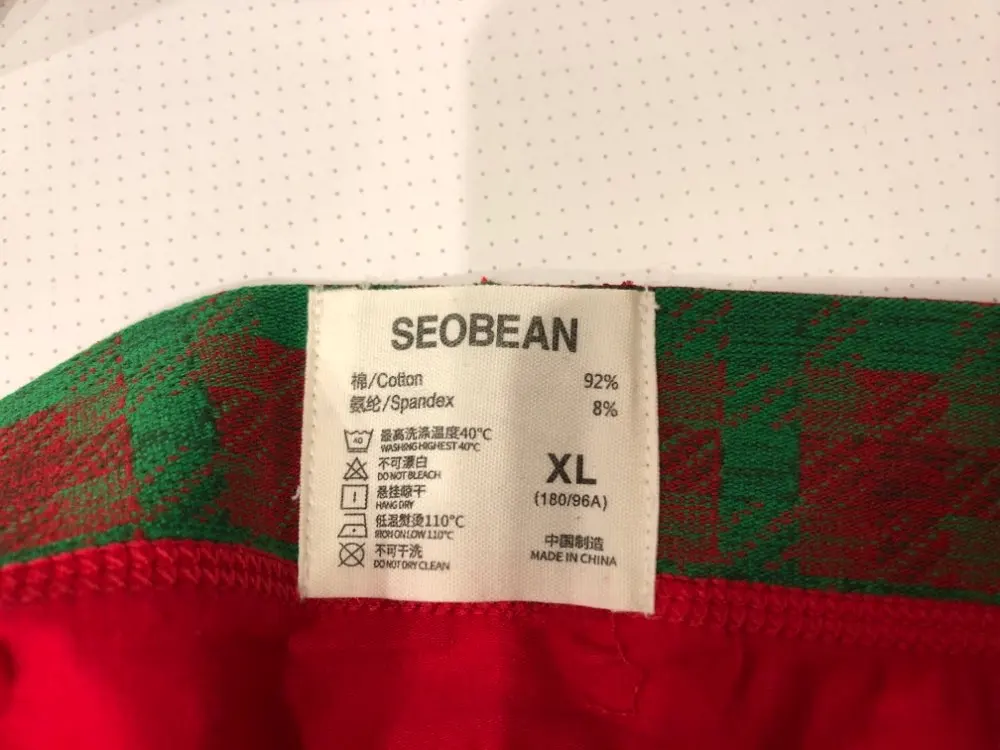 SEOBEAN
棉/Cotton 92%
氨纶/Spandex 8%
40 最高洗涤温度40℃
WASHING HIGHEST 40℃
不可漂白
DO NOT BLEACH
悬挂晾干
HANG DRY
低温熨烫110℃
IRON ON LOW 110℃
不可干洗
DO NOT DRY CLEAN
XL
(180/96A)
中国制造
MADE IN CHINA